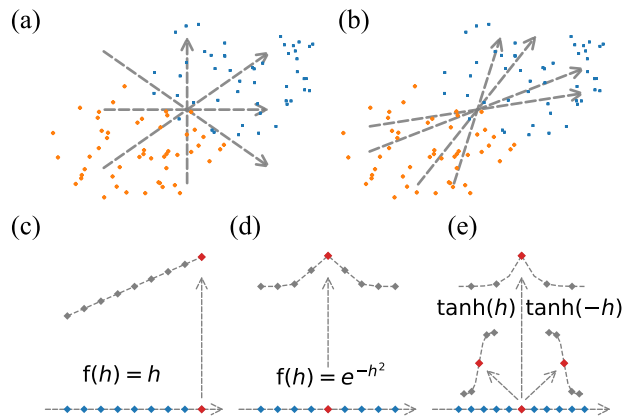 (a) (b)
(c) (d) (e)
tanh(h) tanh(−h)
f(h) = h f(h) = e^{-h^2}